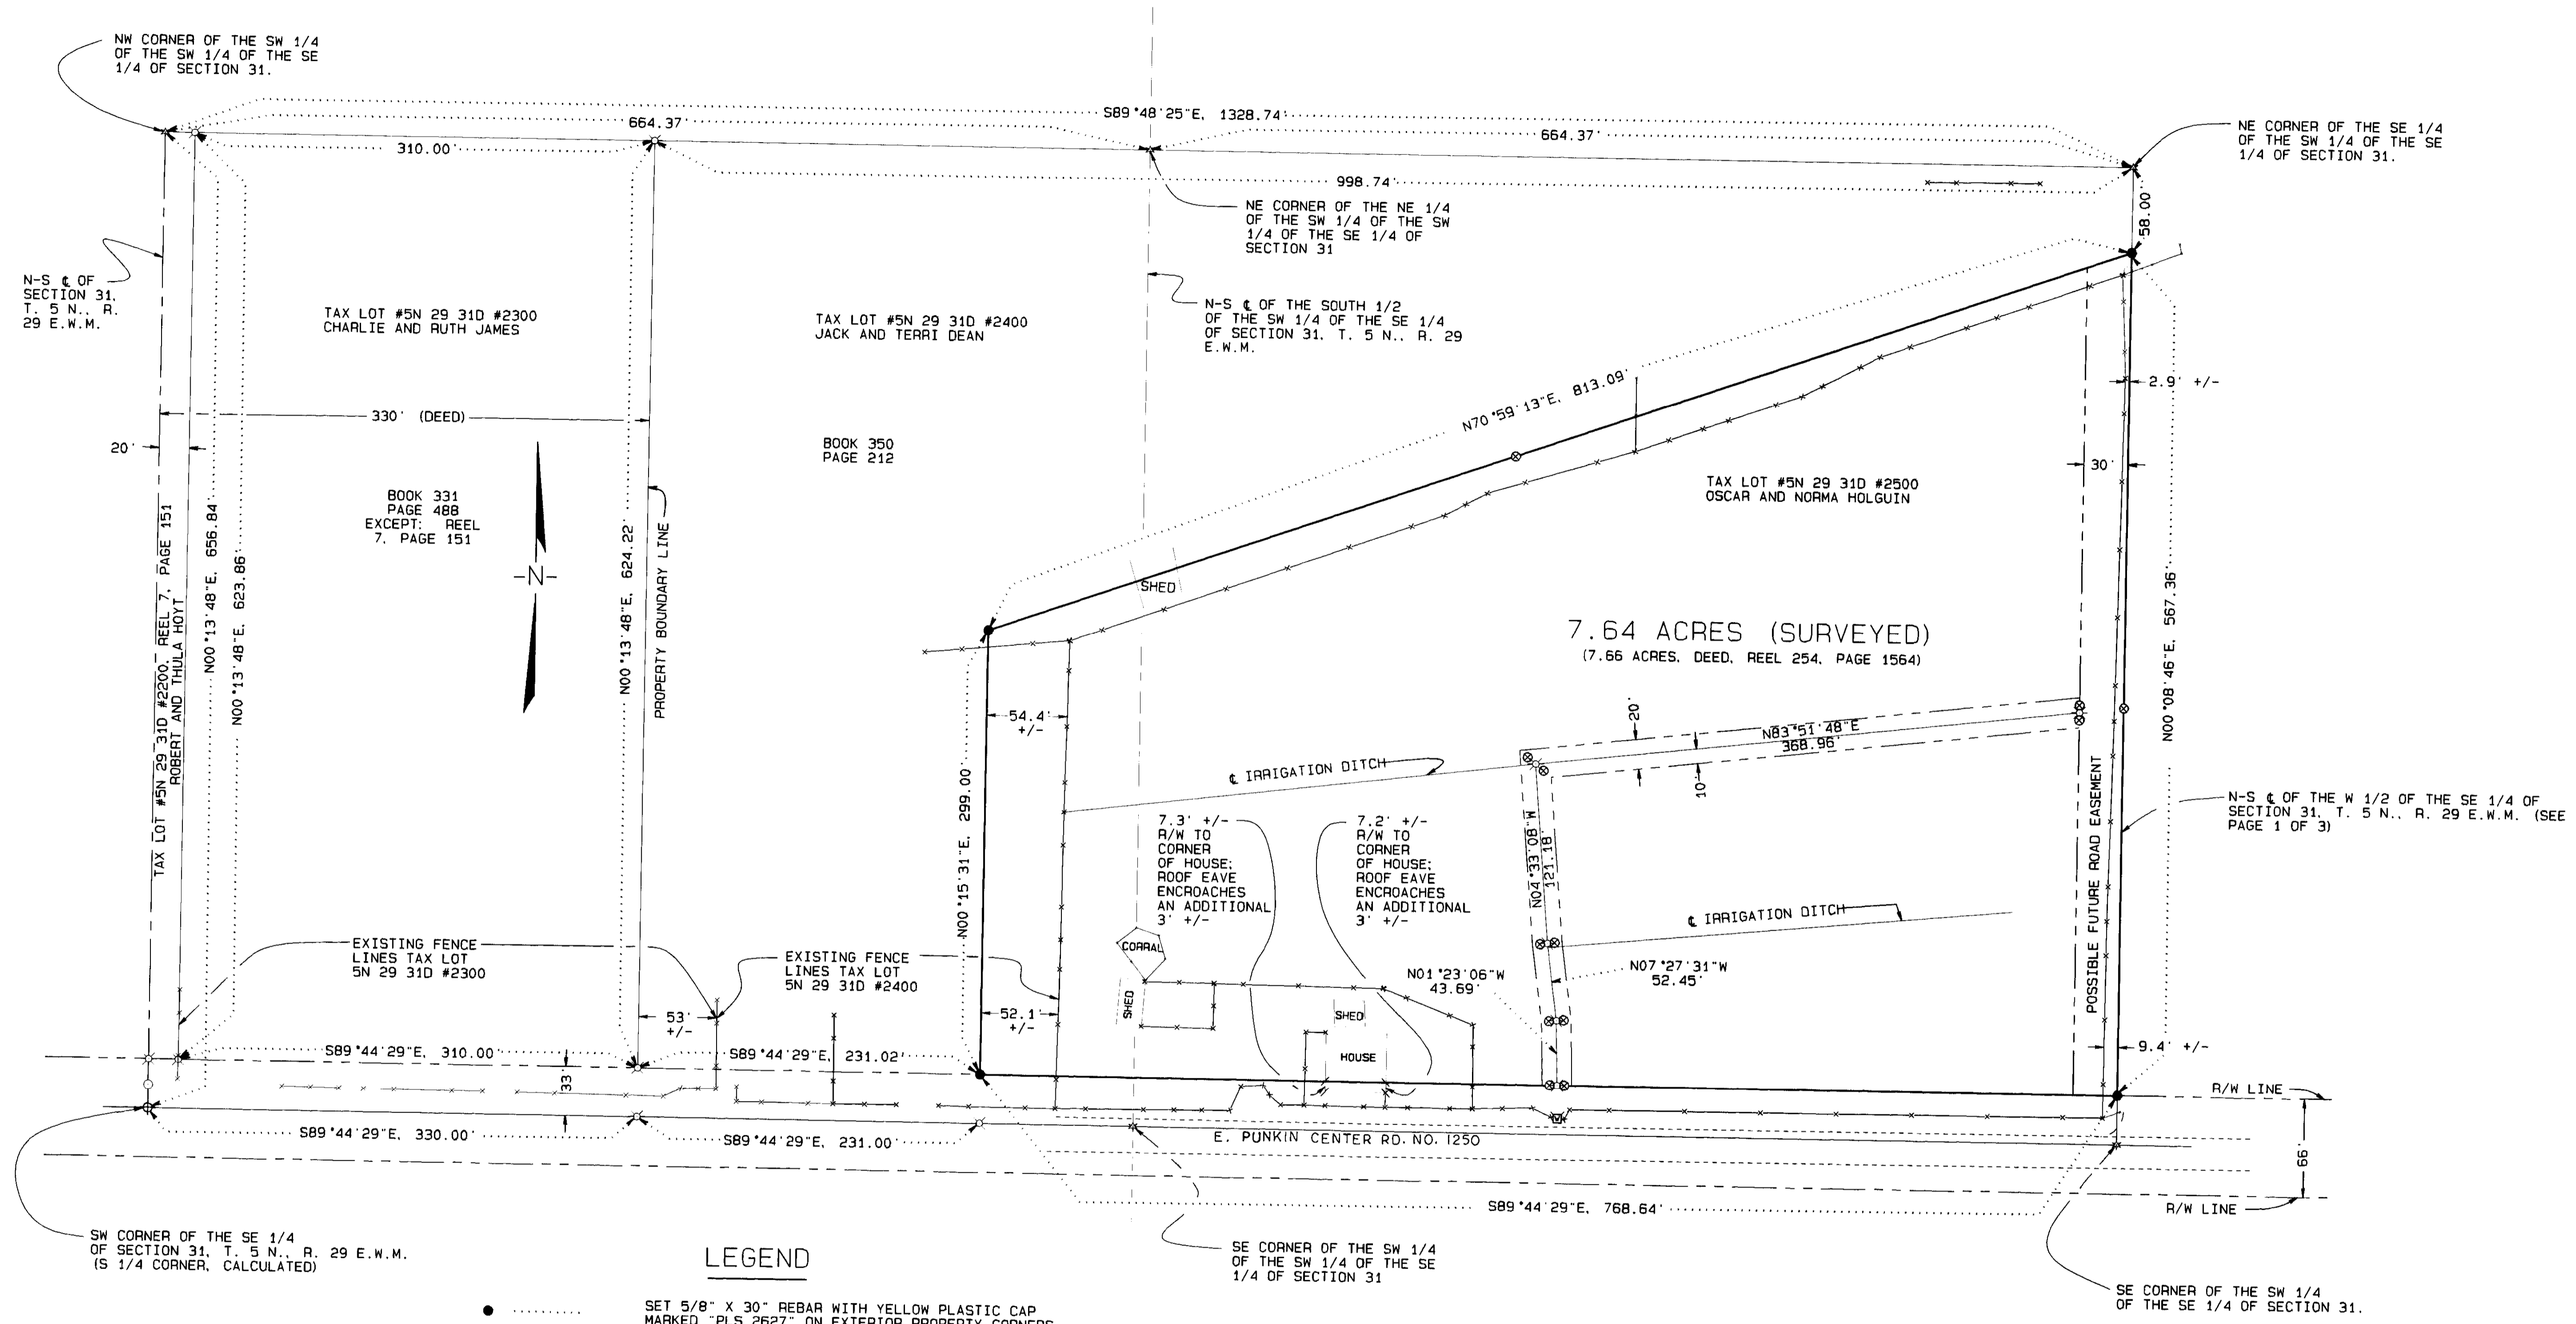 NW CORNER OF THE SW 1/4
OF THE SW 1/4 OF THE SE
1/4 OF SECTION 31.
S89°48'25"E, 1328.74'
664.37'
664.37'
310.00'
998.74'
NE CORNER OF THE SE 1/4
OF THE SW 1/4 OF THE SE
1/4 OF SECTION 31.
58.00'
NE CORNER OF THE NE 1/4
OF THE SW 1/4 OF THE SW
1/4 OF THE SE 1/4 OF
SECTION 31
N-S ℄ OF
SECTION 31,
T. 5 N., R.
29 E.W.M.
TAX LOT #5N 29 31D #2300
CHARLIE AND RUTH JAMES
TAX LOT #5N 29 31D #2400
JACK AND TERRI DEAN
N-S ℄ OF THE SOUTH 1/2
OF THE SW 1/4 OF THE SE 1/4
OF SECTION 31, T. 5 N., R. 29
E.W.M.
N70°59'13"E, 813.09'
2.9' +/-
330' (DEED)
20'
BOOK 350
PAGE 212
30'
TAX LOT #5N 29 31D #2500
OSCAR AND NORMA HOLGUIN
BOOK 331
PAGE 488
EXCEPT: REEL
7, PAGE 151
TAX LOT #5N 29 31D #2200, REEL 7, PAGE 151
ROBERT AND THULA HOYT
N00°13'48"E, 656.84'
N00°13'48"E, 623.86'
-N-
N00°13'48"E, 624.22'
PROPERTY BOUNDARY LINE
SHED
7.64 ACRES (SURVEYED)
(7.66 ACRES, DEED, REEL 254, PAGE 1564)
N00°08'46"E, 567.36'
54.4'
+/-
20'
N83°51'48"E
368.96'
10'
℄ IRRIGATION DITCH
N00°15'31"E, 299.00'
7.3' +/-
R/W TO
CORNER
OF HOUSE;
ROOF EAVE
ENCROACHES
AN ADDITIONAL
3' +/-
7.2' +/-
R/W TO
CORNER
OF HOUSE;
ROOF EAVE
ENCROACHES
AN ADDITIONAL
3' +/-
N04°33'08"W
121.18'
POSSIBLE FUTURE ROAD EASEMENT
N-S ℄ OF THE W 1/2 OF THE SE 1/4 OF
SECTION 31, T. 5 N., R. 29 E.W.M. (SEE
PAGE 1 OF 3)
℄ IRRIGATION DITCH
EXISTING FENCE
LINES TAX LOT
5N 29 31D #2300
EXISTING FENCE
LINES TAX LOT
5N 29 31D #2400
CORRAL
SHED
N01°23'06"W
43.69'
N07°27'31"W
52.45'
53'
+/-
52.1'
+/-
SHED
HOUSE
9.4' +/-
S89°44'29"E, 310.00'
S89°44'29"E, 231.02'
33'
R/W LINE
S89°44'29"E, 330.00'
S89°44'29"E, 231.00'
E. PUNKIN CENTER RD. NO. 1250
66'
S89°44'29"E, 768.64'
R/W LINE
SW CORNER OF THE SE 1/4
OF SECTION 31, T. 5 N., R. 29 E.W.M.
(S 1/4 CORNER, CALCULATED)
SE CORNER OF THE SW 1/4
OF THE SW 1/4 OF THE SE
1/4 OF SECTION 31
SE CORNER OF THE SW 1/4
OF THE SE 1/4 OF SECTION 31.
LEGEND
SET 5/8" X 30" REBAR WITH YELLOW PLASTIC CAP
MARKED "PLS 2627" ON EXTERIOR PROPERTY CORNERS